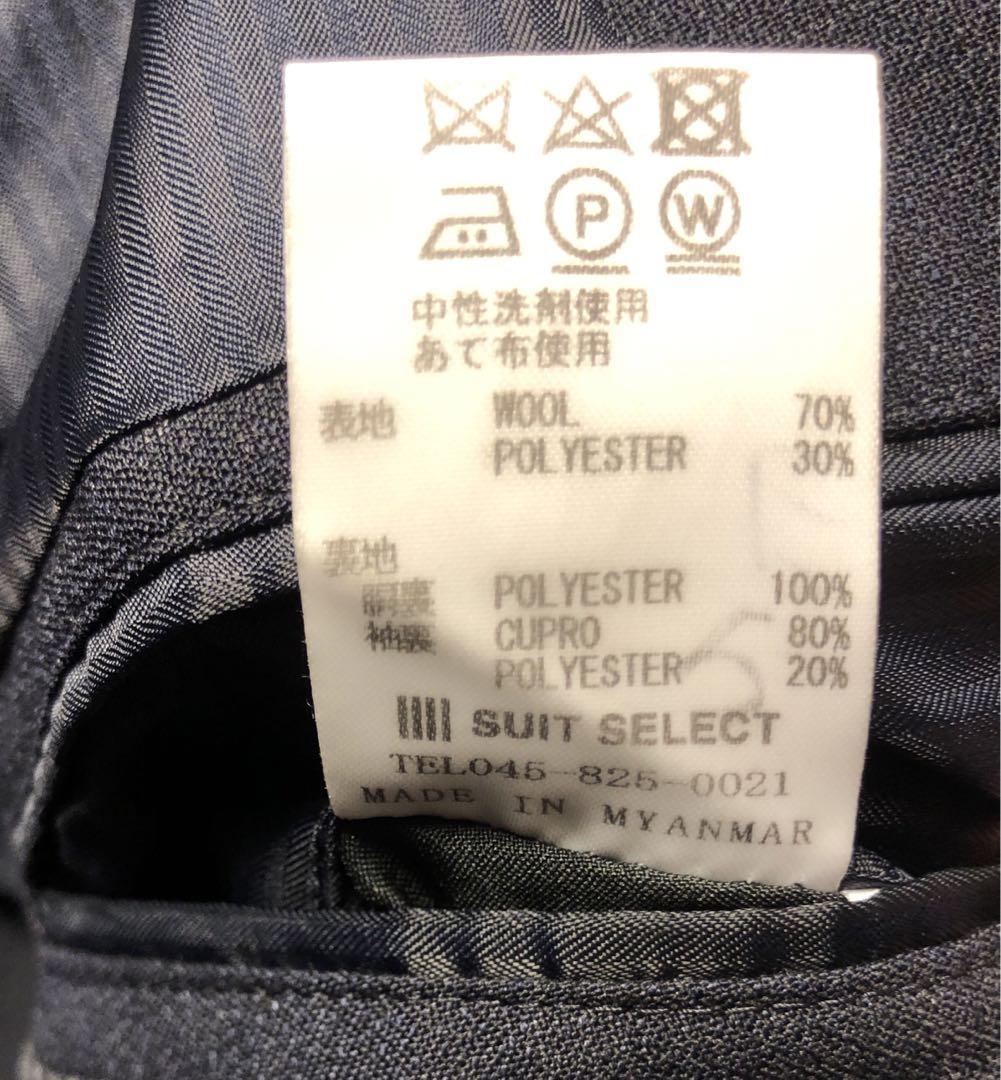 P W
中性洗剤使用
あて布使用
表地 WOOL 70%
POLYESTER 30%
裏地
胴裏 POLYESTER 100%
袖裏 CUPRO 80%
POLYESTER 20%
SUIT SELECT
TEL045-825-0021
MADE IN MYANMAR